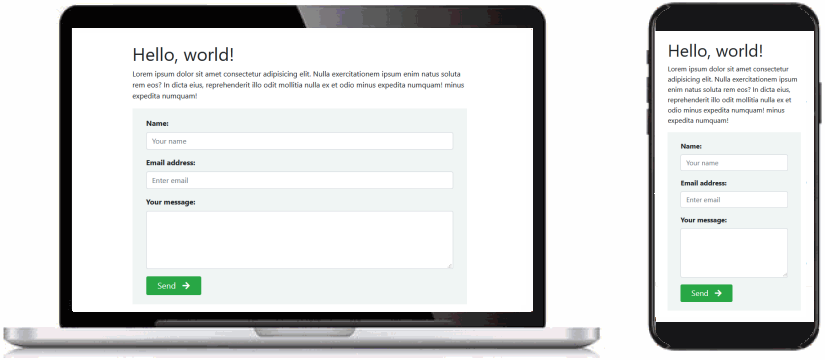 Hello, world!
Lorem ipsum dolor sit amet consectetur adipisicing elit. Nulla exercitationem ipsum enim natus soluta
rem eos? In dicta eius, reprehenderit illo odit mollitia nulla ex et odio minus expedita numquam! minus
expedita numquam!
Name:
Your name
Email address:
Enter email
Your message:
Send
Hello, world!
Lorem ipsum dolor sit amet consectetur
adipisicing elit. Nulla exercitationem ipsum
enim natus soluta rem eos? In dicta eius,
reprehenderit illo odit mollitia nulla ex et
odio minus expedita numquam! minus
expedita numquam!
Name:
Your name
Email address:
Enter email
Your message:
Send